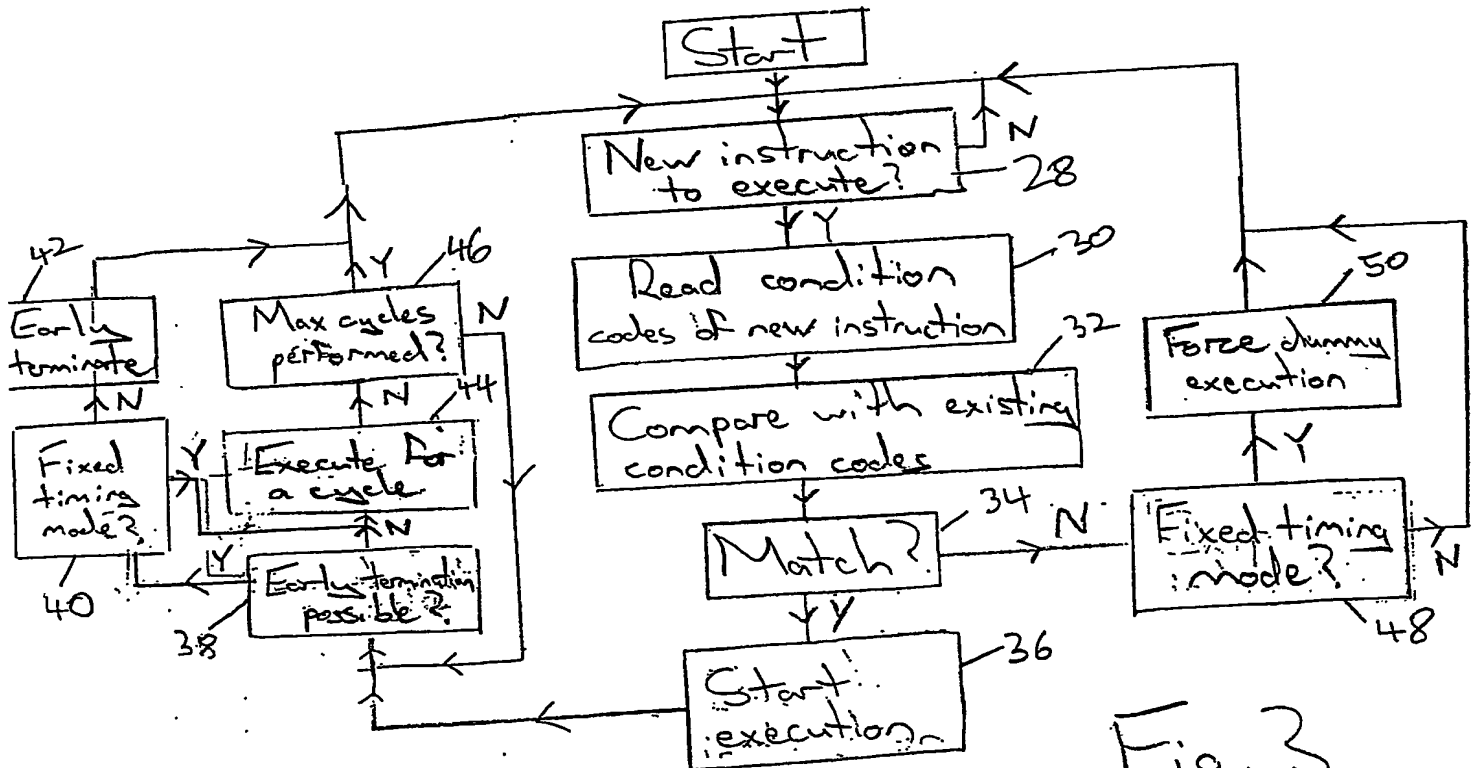 Start
New instruction
to execute?
N
28
Y
Read condition
codes of new instruction
30
Compare with existing
condition codes
32
Match?
34
N
Y
Start
execution
36
Early termination
possible?
38
Y
N
Fixed
timing
mode?
40
Y
N
Early
terminate
42
Execute for
a cycle
44
N
Max cycles
performed?
46
Y
N
Fixed timing
mode?
48
N
Y
Force dummy
execution
50
Fig. 3